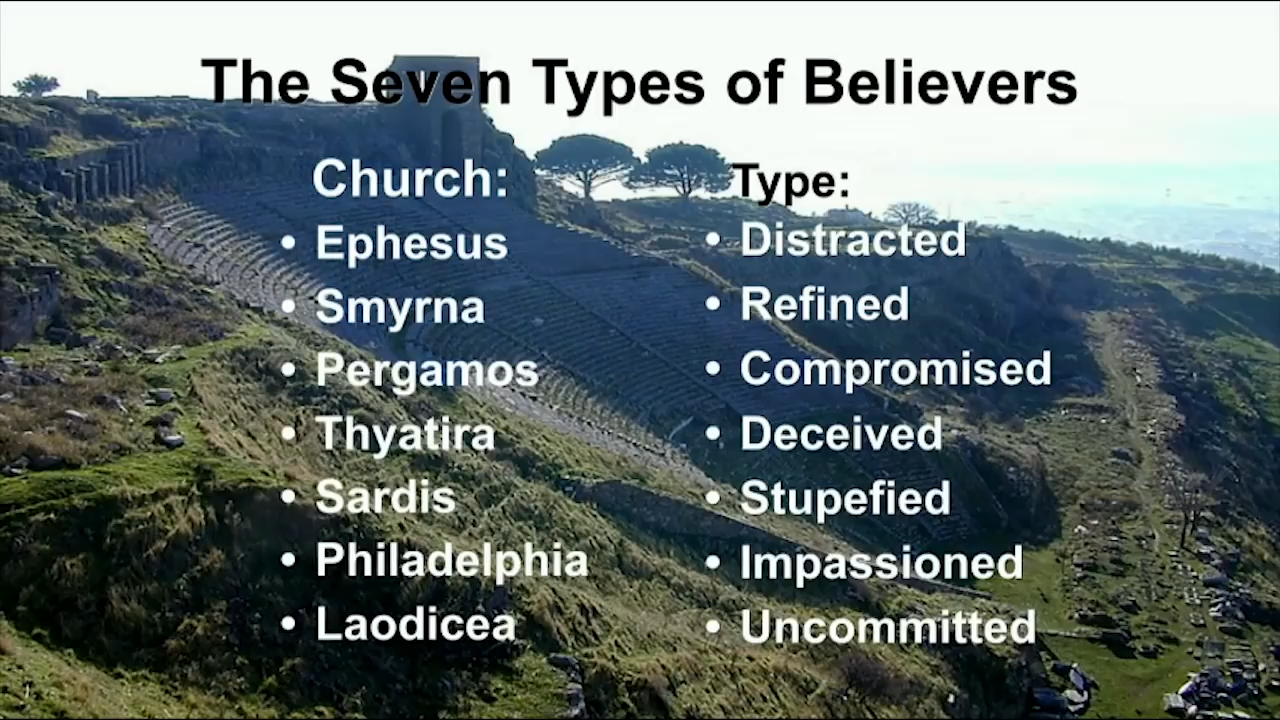 The Seven Types of Believers
Church:
• Ephesus
• Smyrna
• Pergamos
• Thyatira
• Sardis
• Philadelphia
• Laodicea
Type:
• Distracted
• Refined
• Compromised
• Deceived
• Stupefied
• Impassioned
• Uncommitted